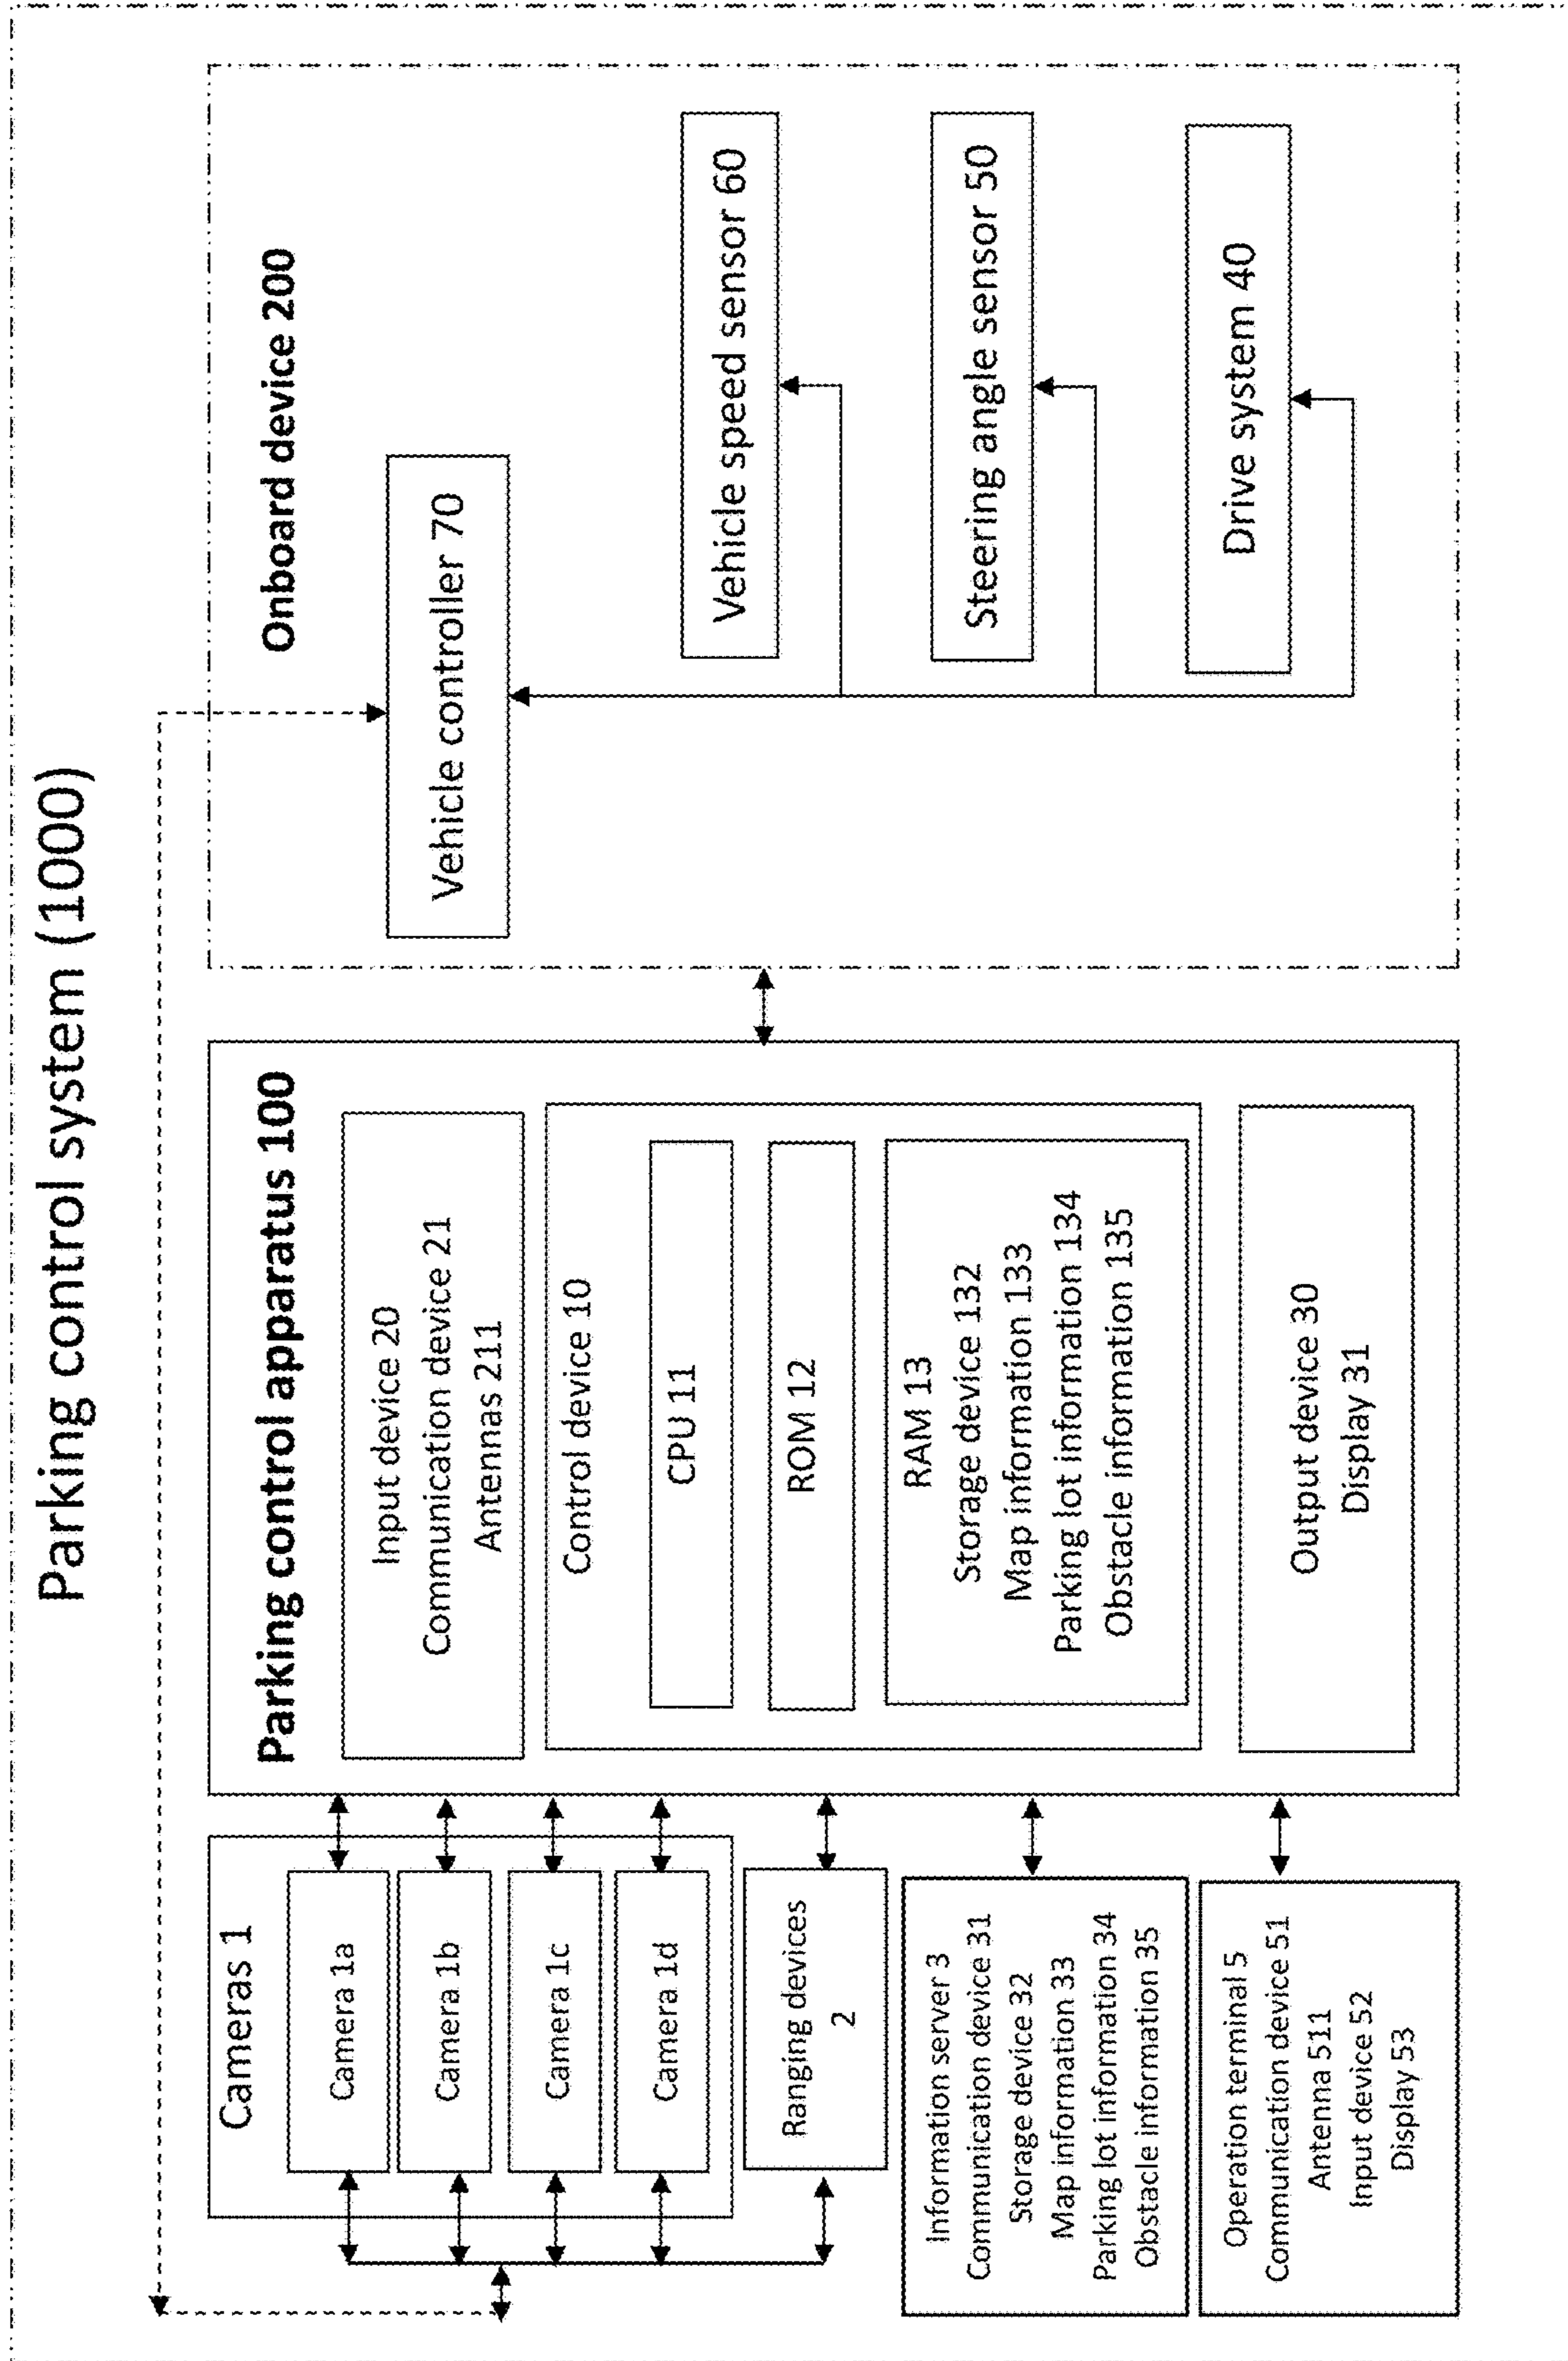 Parking control system (1000)
Cameras 1
Camera 1a
Camera 1b
Camera 1c
Camera 1d
Ranging devices
2
Information server 3
Communication device 31
Storage device 32
Map information 33
Parking lot information 34
Obstacle information 35
Operation terminal 5
Communication device 51
Antenna 511
Input device 52
Display 53
Parking control apparatus 100
Input device 20
Communication device 21
Antennas 211
Control device 10
CPU 11
ROM 12
RAM 13
Storage device 132
Map information 133
Parking lot information 134
Obstacle information 135
Output device 30
Display 31
Onboard device 200
Vehicle controller 70
Vehicle speed sensor 60
Steering angle sensor 50
Drive system 40